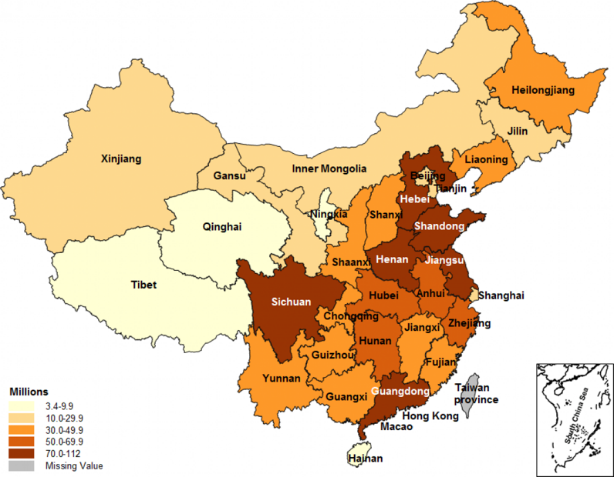 Heilongjiang
Jilin
Xinjiang
Liaoning
Inner Mongolia
Gansu
Beijing
Tianjin
Hebei
Ningxia
Shanxi
Qinghai
Shandong
Shaanxi
Henan
Jiangsu
Tibet
Sichuan
Hubei
Anhui
Shanghai
Chongqing
Zhejiang
Jiangxi
Hunan
Guizhou
Fujian
Yunnan
Guangxi
Guangdong
Taiwan
province
Hong Kong
Macao
Hainan
South China Sea
Millions
3.4-9.9
10.0-29.9
30.0-49.9
50.0-69.9
70.0-112
Missing Value